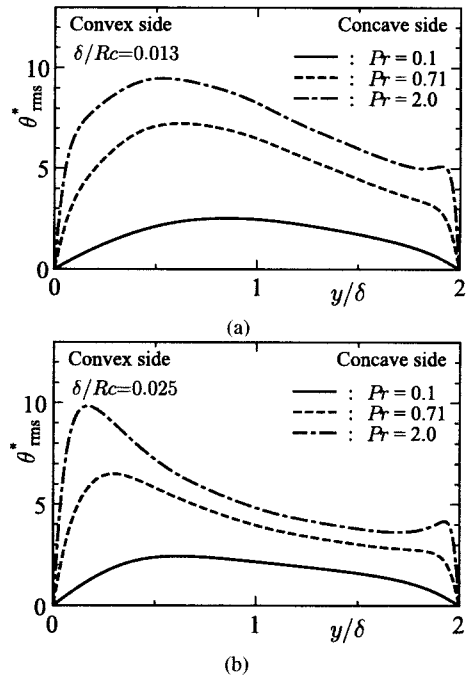 Convex side
Concave side
δ/Rc=0.013
: Pr = 0.1
: Pr = 0.71
: Pr = 2.0
10
θ*rms
5
0
0
1
y/δ
2
(a)
Convex side
Concave side
δ/Rc=0.025
: Pr = 0.1
: Pr = 0.71
: Pr = 2.0
10
θ*rms
5
0
0
1
y/δ
2
(b)